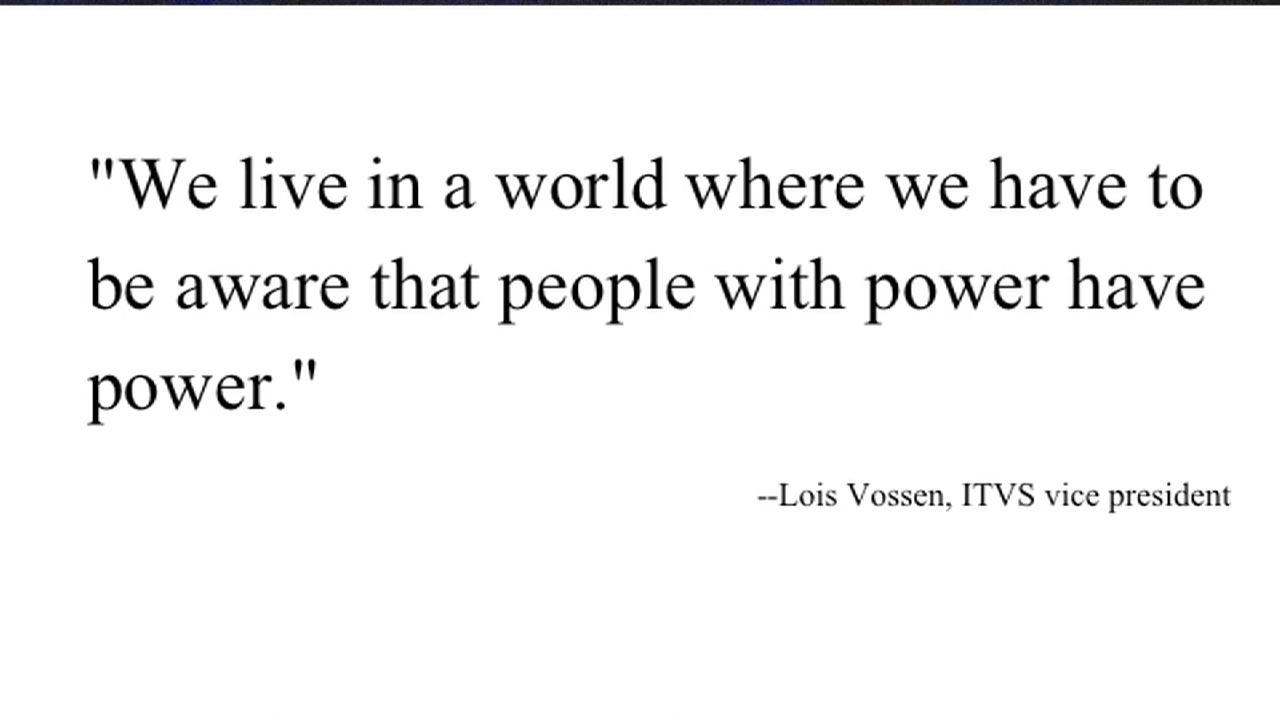 "We live in a world where we have to
be aware that people with power have
power."
--Lois Vossen, ITVS vice president